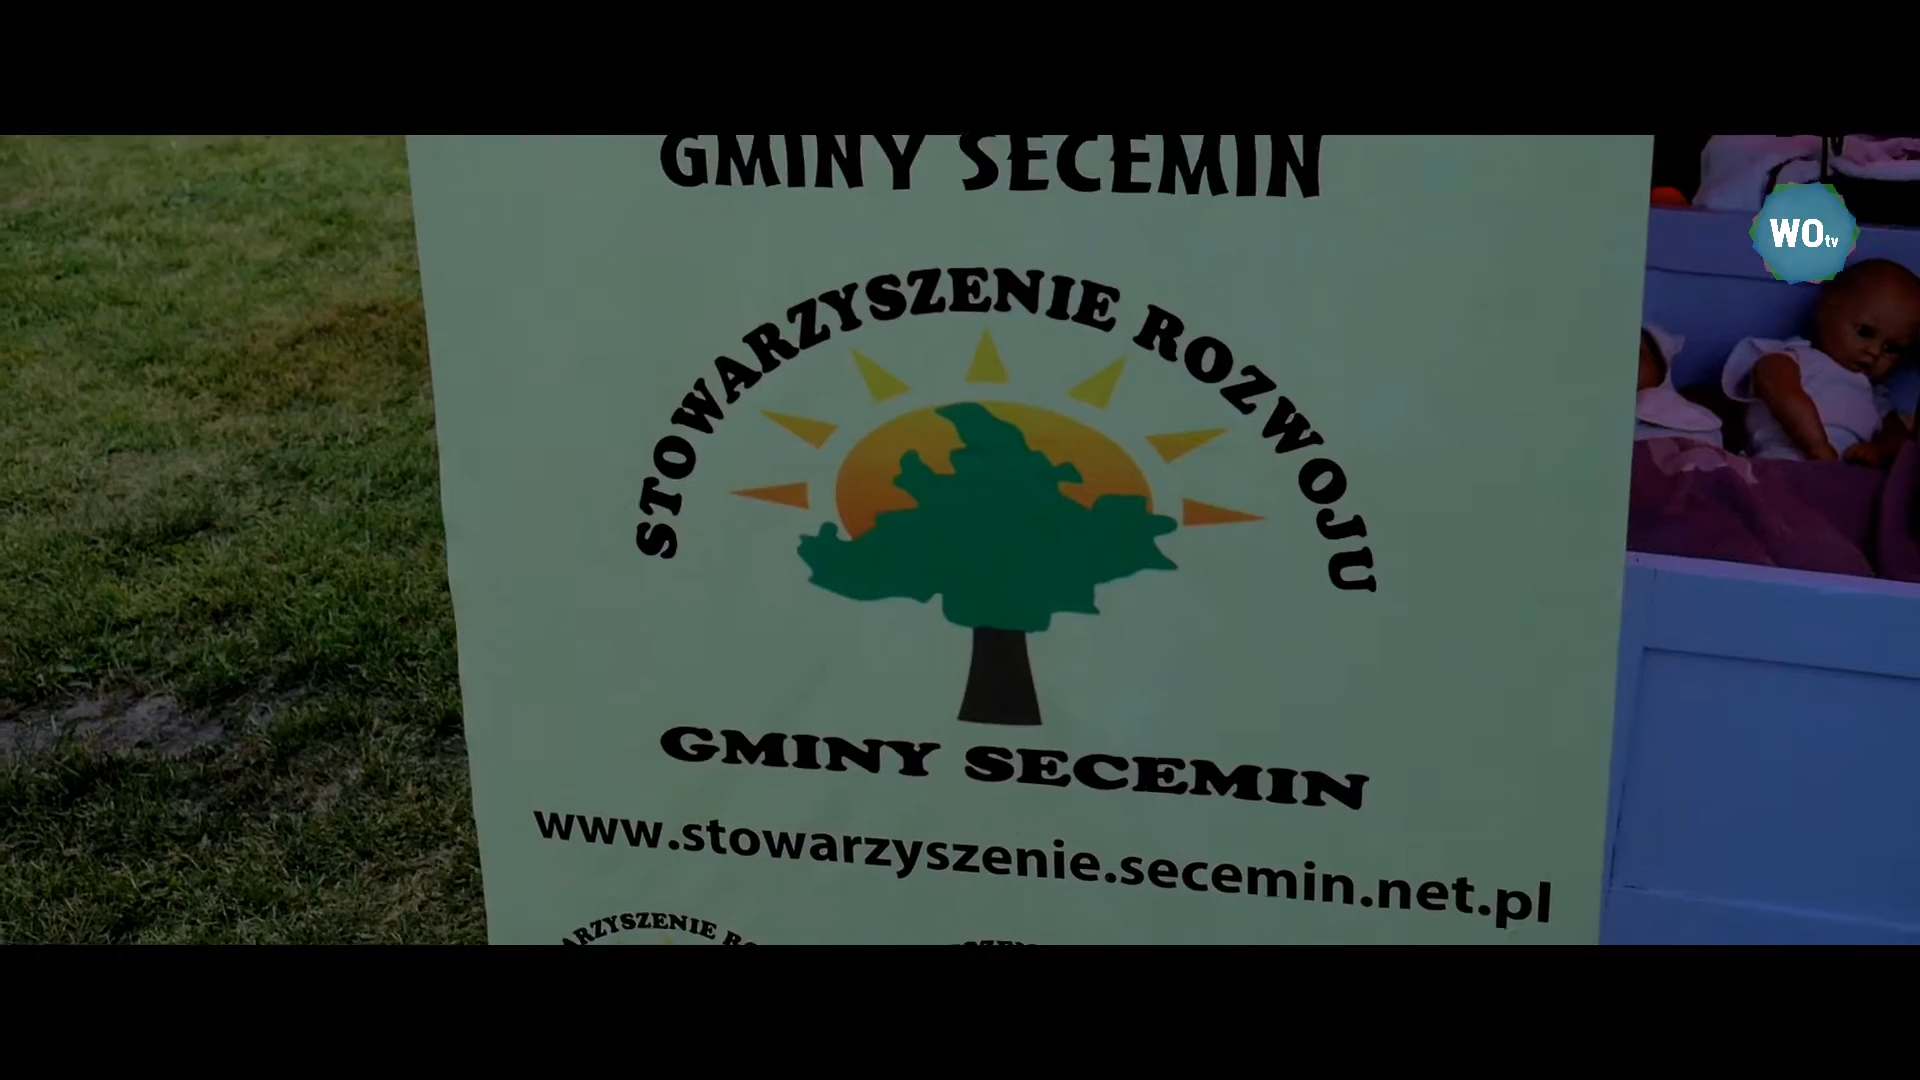 GMINY SECEMIN
WOtv
STOWARZYSZENIE ROZWOJU
GMINY SECEMIN
www.stowarzyszenie.secemin.net.pl